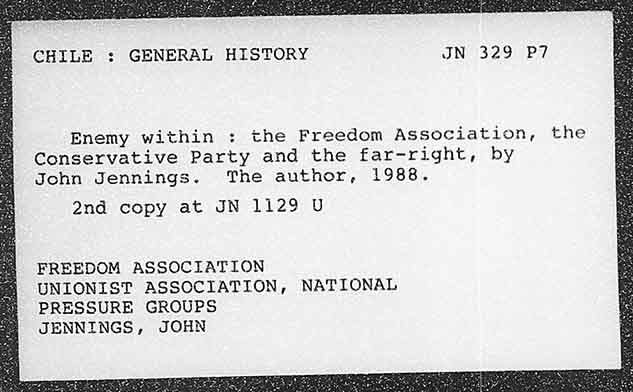 CHILE : GENERAL HISTORY JN 329 P7
Enemy within : the Freedom Association, the
Conservative Party and the far-right, by
John Jennings. The author, 1988.
2nd copy at JN 1129 U
FREEDOM ASSOCIATION
UNIONIST ASSOCIATION, NATIONAL
PRESSURE GROUPS
JENNINGS, JOHN